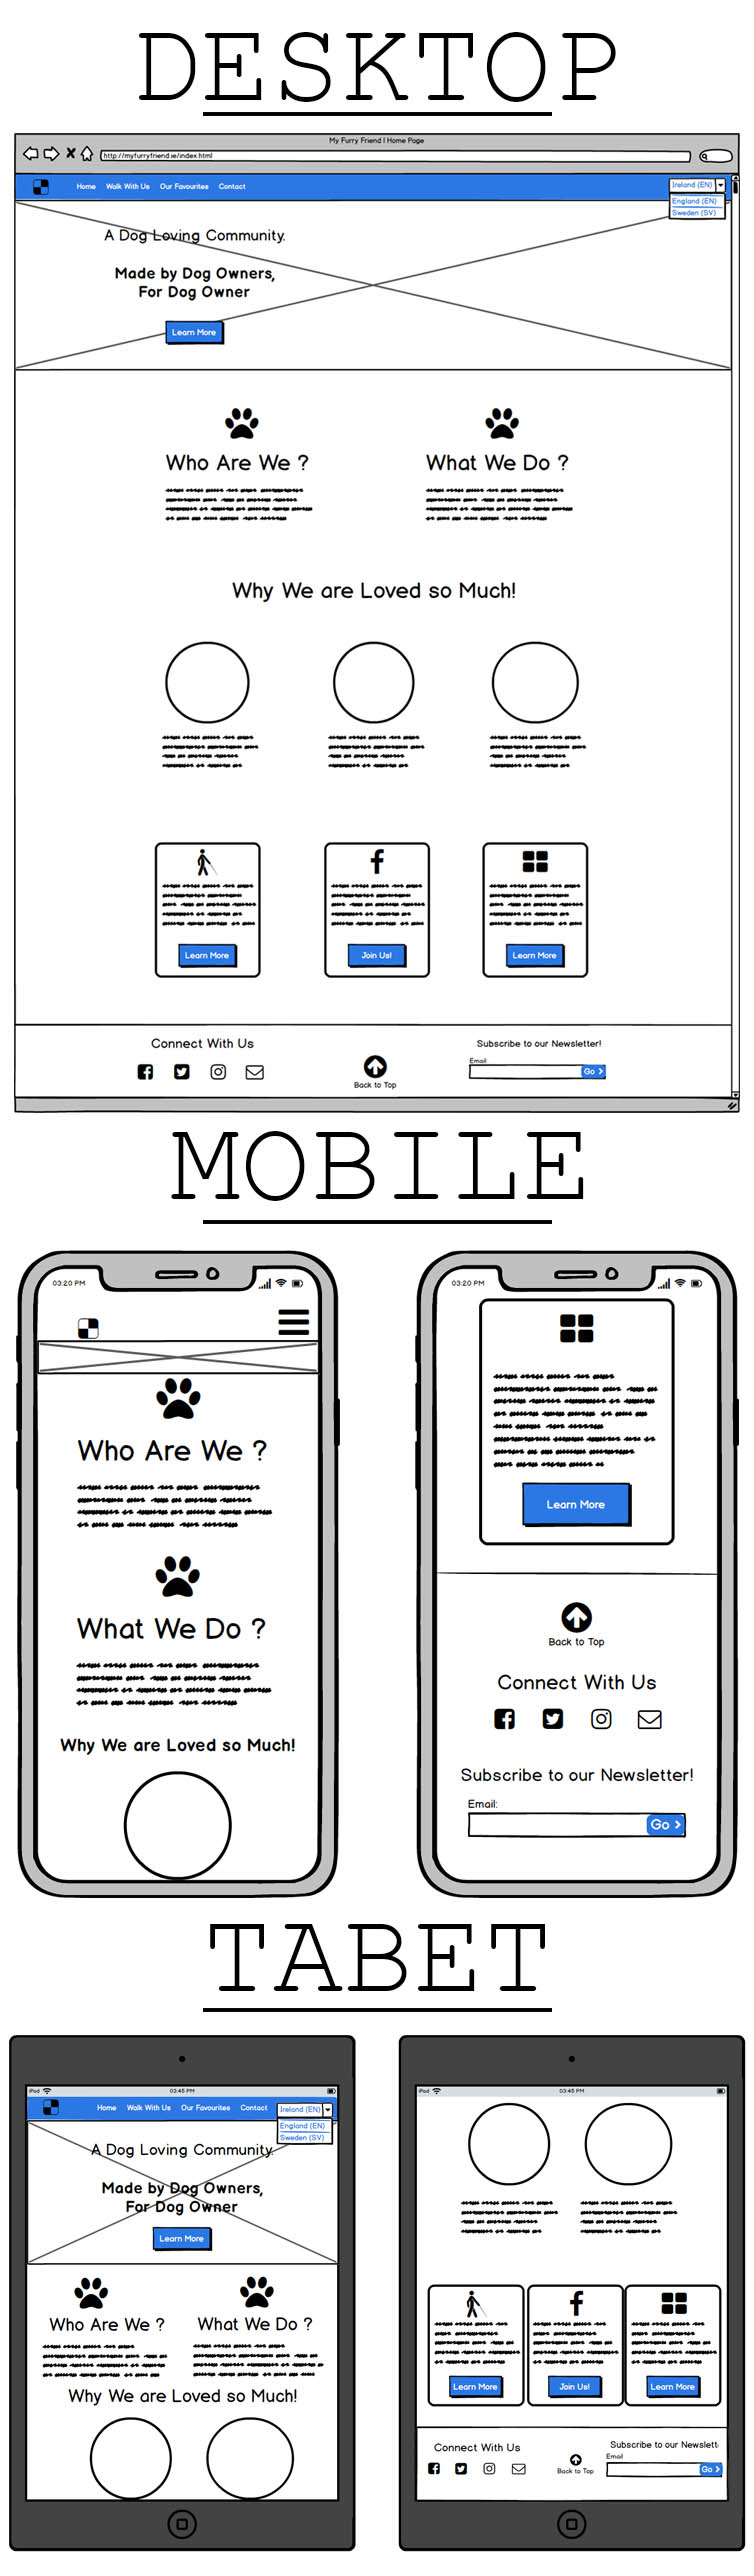 DESKTOP
My Furry Friend | Home Page
http://myfurryfriend.ie/index.html
Home Walk With Us Our Favourites Contact Ireland (EN)
England (EN)
Sweden (SV)
A Dog Loving Community.
Made by Dog Owners,
For Dog Owner
Learn More
Who Are We ? What We Do ?
Why We are Loved so Much!
Learn More Join Us! Learn More
Connect With Us Subscribe to our Newsletter!
Email:
Go >
Back to Top
MOBILE
03:20 PM
Who Are We ?
What We Do ?
Why We are Loved so Much!
03:20 PM
Learn More
Back to Top
Connect With Us
Subscribe to our Newsletter!
Email:
Go >
TABET
iPad 03:45 PM
Home Walk With Us Our Favourites Contact Ireland (EN)
England (EN)
Sweden (SV)
A Dog Loving Community.
Made by Dog Owners,
For Dog Owner
Learn More
Who Are We ? What We Do ?
Why We are Loved so Much!
iPad 03:45 PM
Learn More Join Us! Learn More
Connect With Us Subscribe to our Newslett
Email
Go >
Back to Top